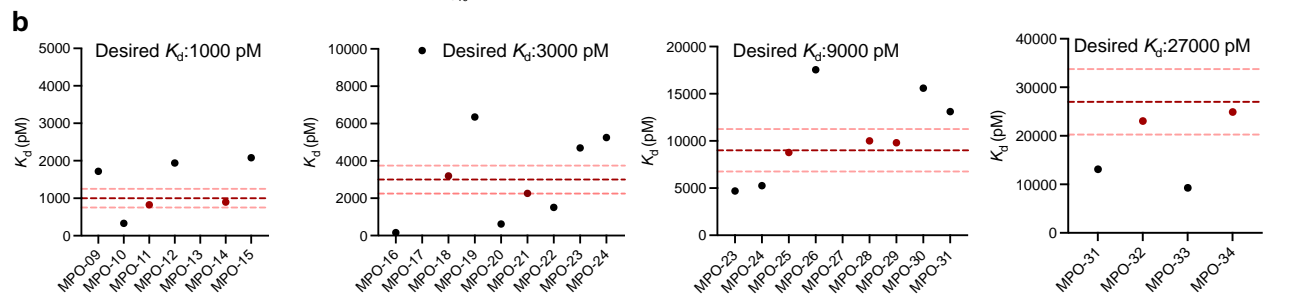 b
Desired Kd:1000 pM
Kd (pM)
5000
4000
3000
2000
1000
0
MPO-09
MPO-10
MPO-11
MPO-12
MPO-13
MPO-14
MPO-15
Desired Kd:3000 pM
Kd (pM)
10000
8000
6000
4000
2000
0
MPO-16
MPO-17
MPO-18
MPO-19
MPO-20
MPO-21
MPO-22
MPO-23
MPO-24
Desired Kd:9000 pM
Kd (pM)
20000
15000
10000
5000
0
MPO-23
MPO-24
MPO-25
MPO-26
MPO-27
MPO-28
MPO-29
MPO-30
MPO-31
Desired Kd:27000 pM
Kd (pM)
40000
30000
20000
10000
0
MPO-31
MPO-32
MPO-33
MPO-34